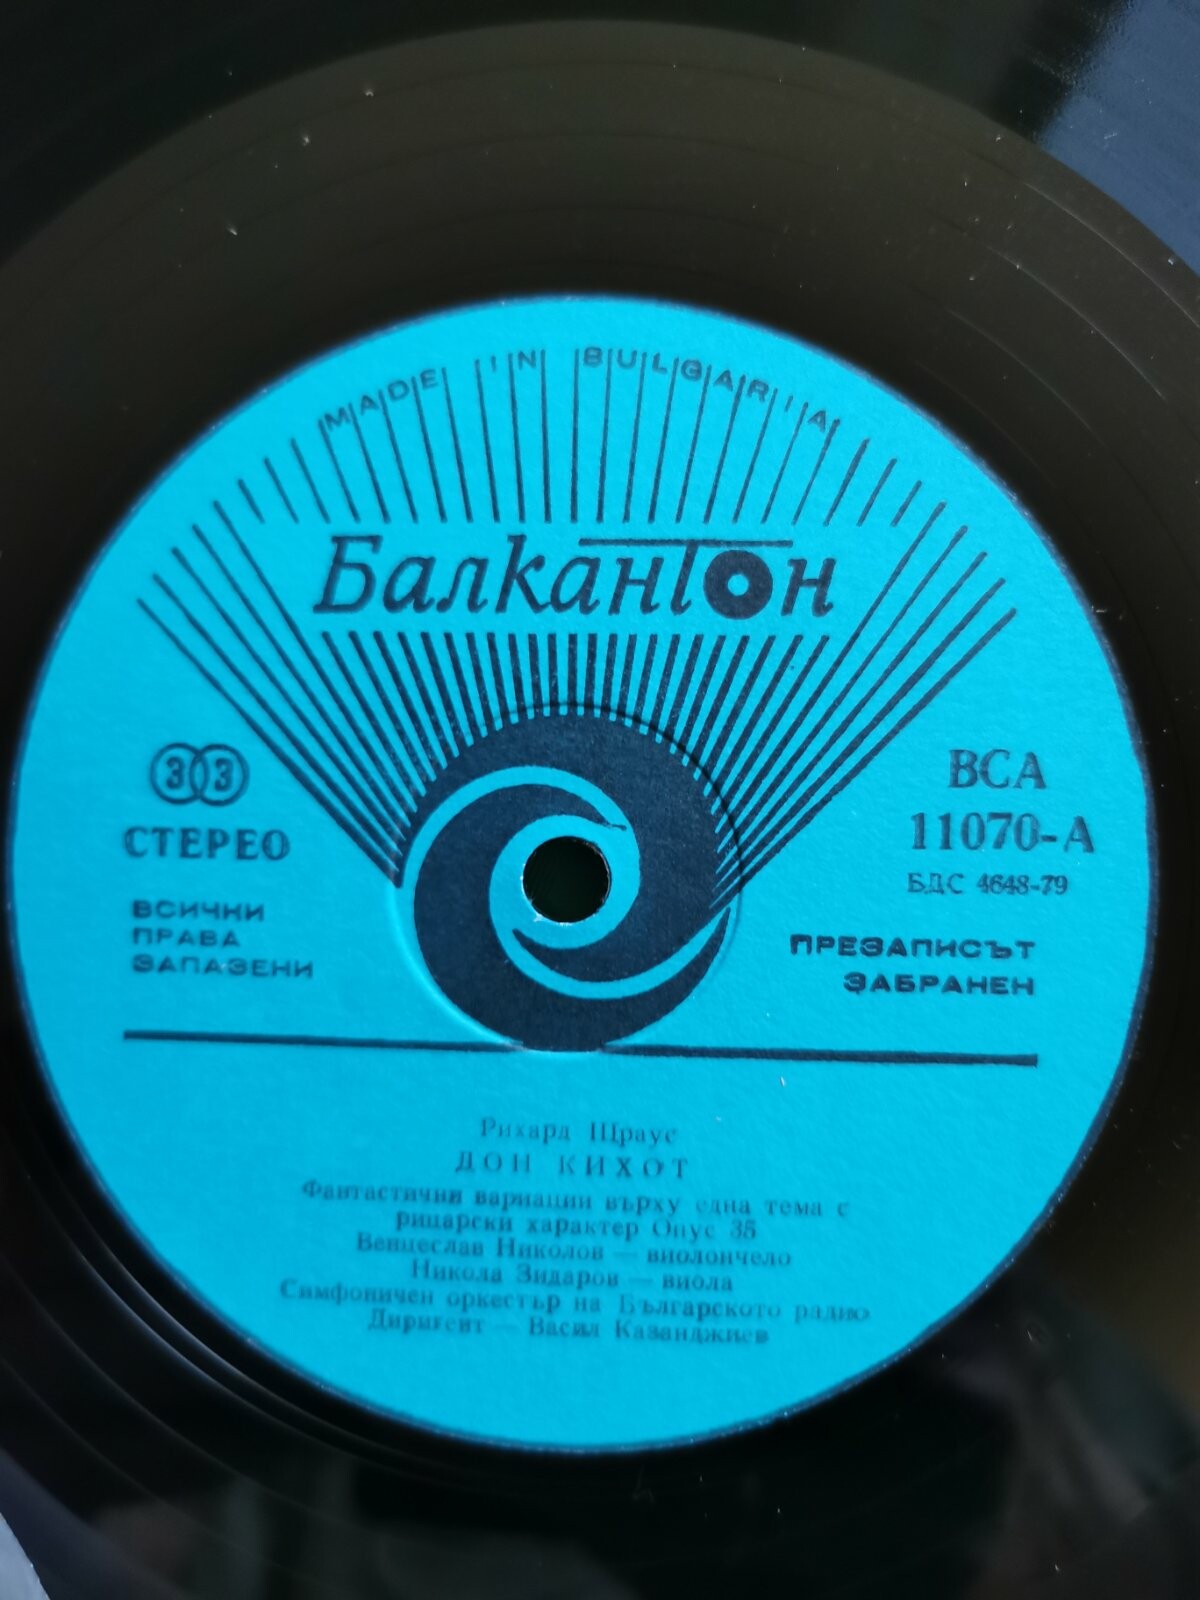 MADE IN BULGARIA
Балкантон
33
СТЕРЕО
ВСИЧКИ
ПРАВА
ЗАПАЗЕНИ
ВСА
11070-А
БДС 4648-79
ПРЕЗАПИСЪТ
ЗАБРАНЕН
Рихард Щраус
ДОН КИХОТ
Фантастични вариации върху една тема с
рицарски характер Опус 35
Венцеслав Николов — виолончело
Никола Зидаров — виола
Симфоничен оркестър на Българското радио
Диригент — Васил Казанджиев